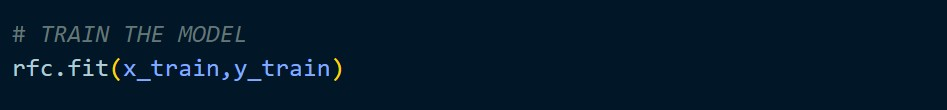 # TRAIN THE MODEL
rfc.fit(x_train,y_train)